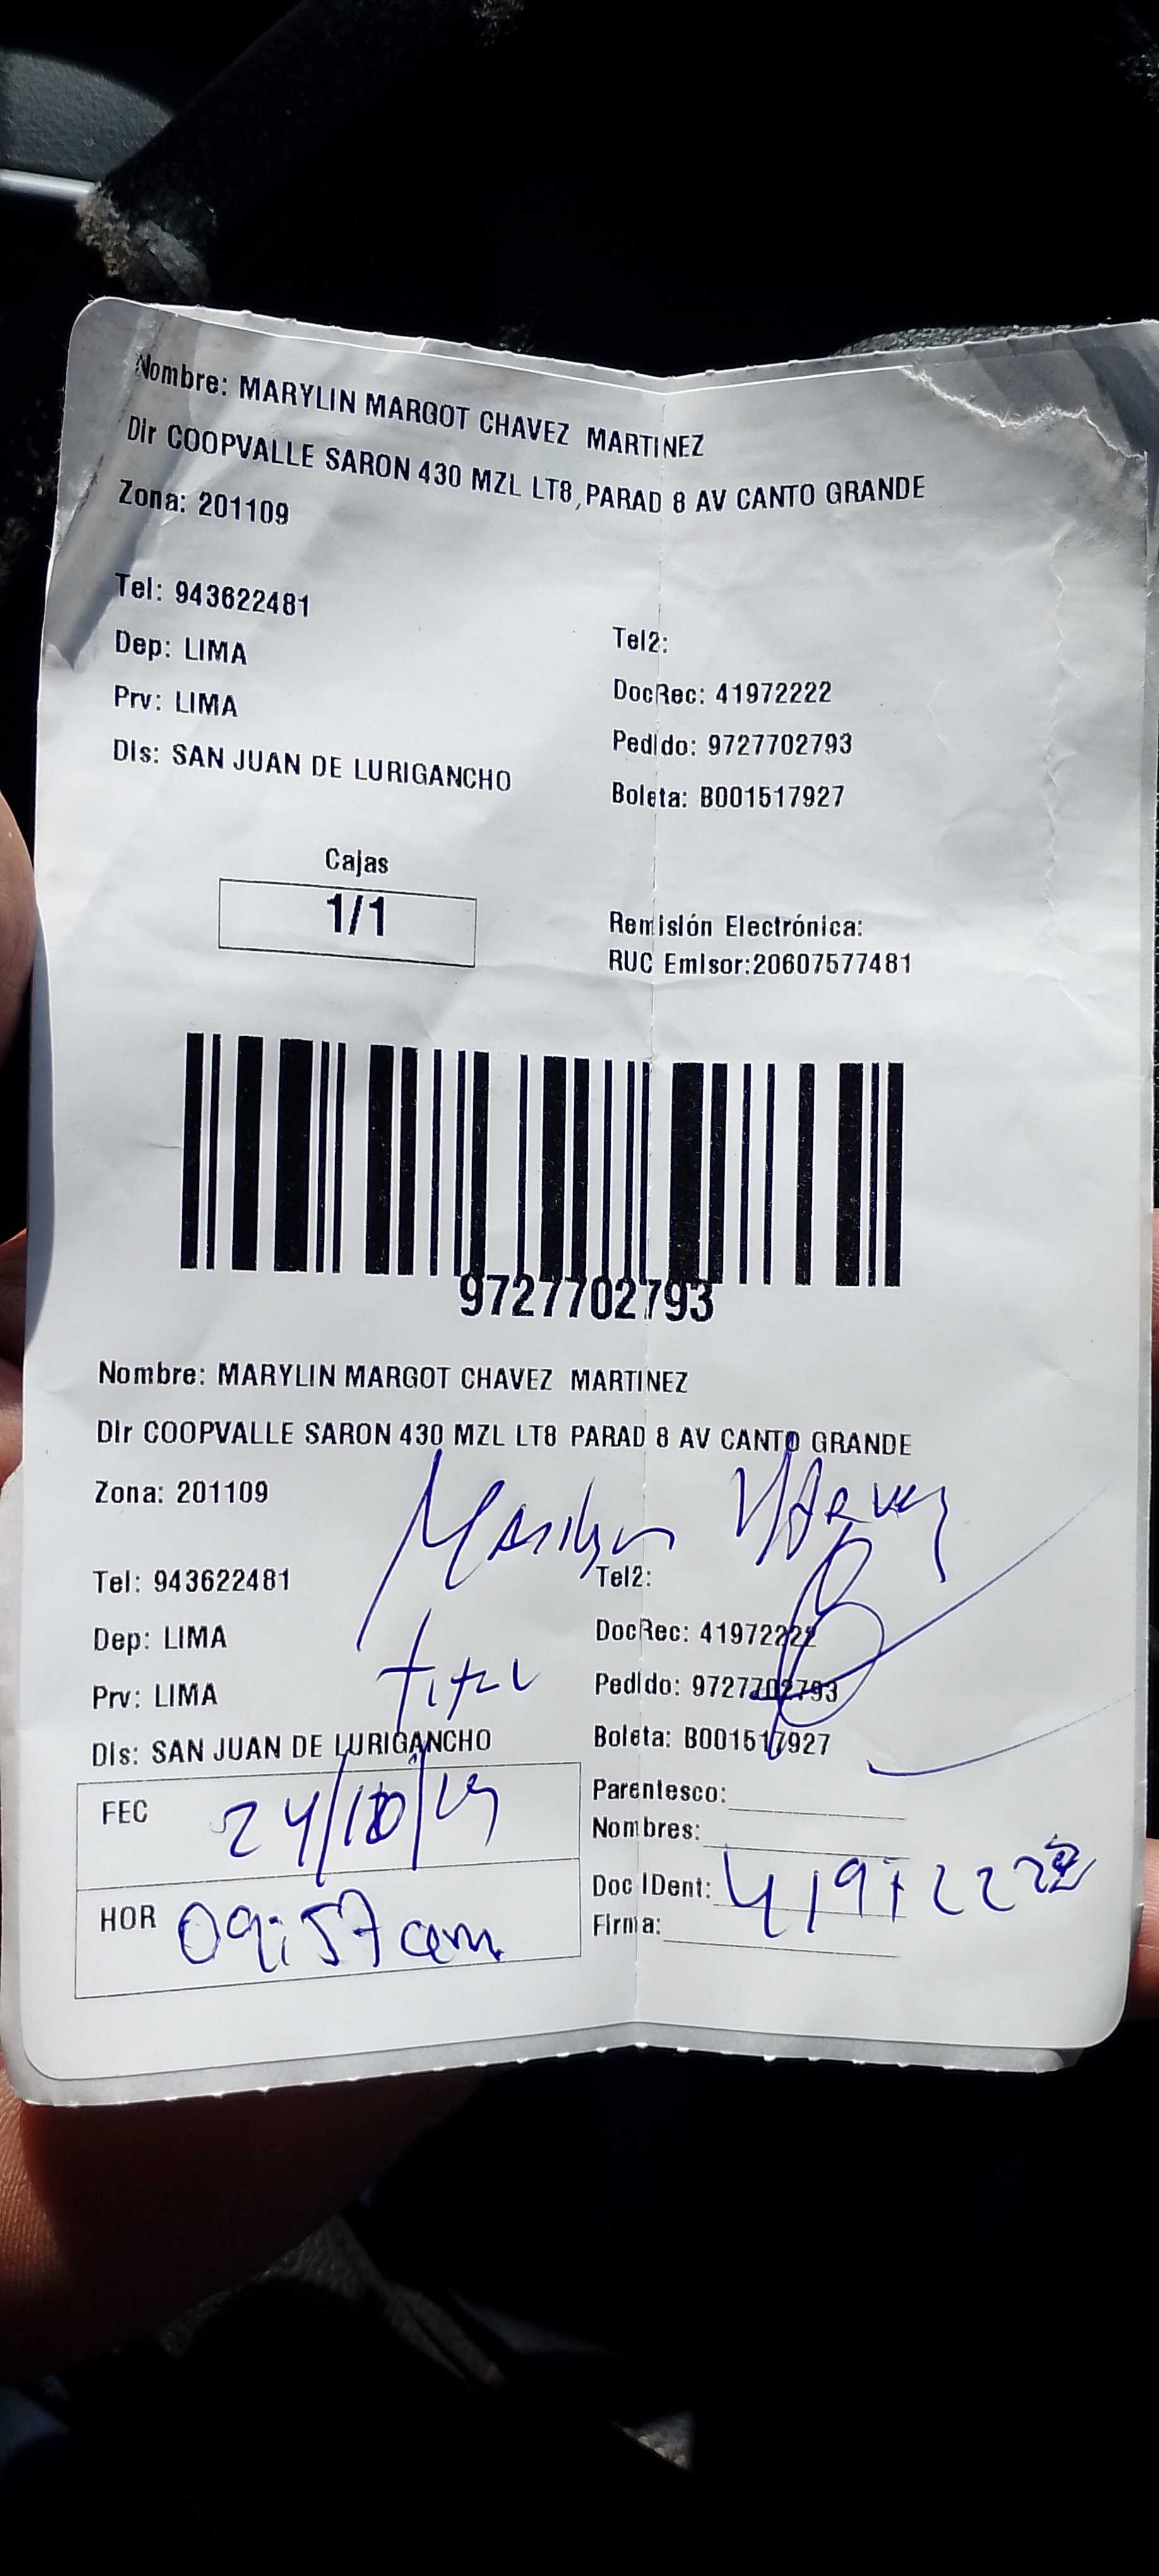 Nombre: MARYLIN MARGOT CHAVEZ MARTINEZ
Dir COOPVALLE SARON 430 MZL LT8, PARAD 8 AV CANTO GRANDE
Zona: 201109
Tel: 943622481
Tel2:
Dep: LIMA
DocRec: 41972222
Prv: LIMA
Pedido: 9727702793
Dis: SAN JUAN DE LURIGANCHO
Boleta: B001517927
Cajas
1/1
Remisión Electrónica:
RUC Emisor:20607577481
9727702793
Nombre: MARYLIN MARGOT CHAVEZ MARTINEZ
Dir COOPVALLE SARON 430 MZL LT8 PARAD 8 AV CANTO GRANDE
Zona: 201109
Marilyn
Tel: 943622481
Tel2:
Dep: LIMA
DocRec: 41972222
Prv: LIMA
Pedido: 9727702793
Dis: SAN JUAN DE LURIGANCHO
Boleta: B001517927
FEC
Parentesco:
Nombres:
HOR 09:57 am
Doc IDent: 41972222
Firma: